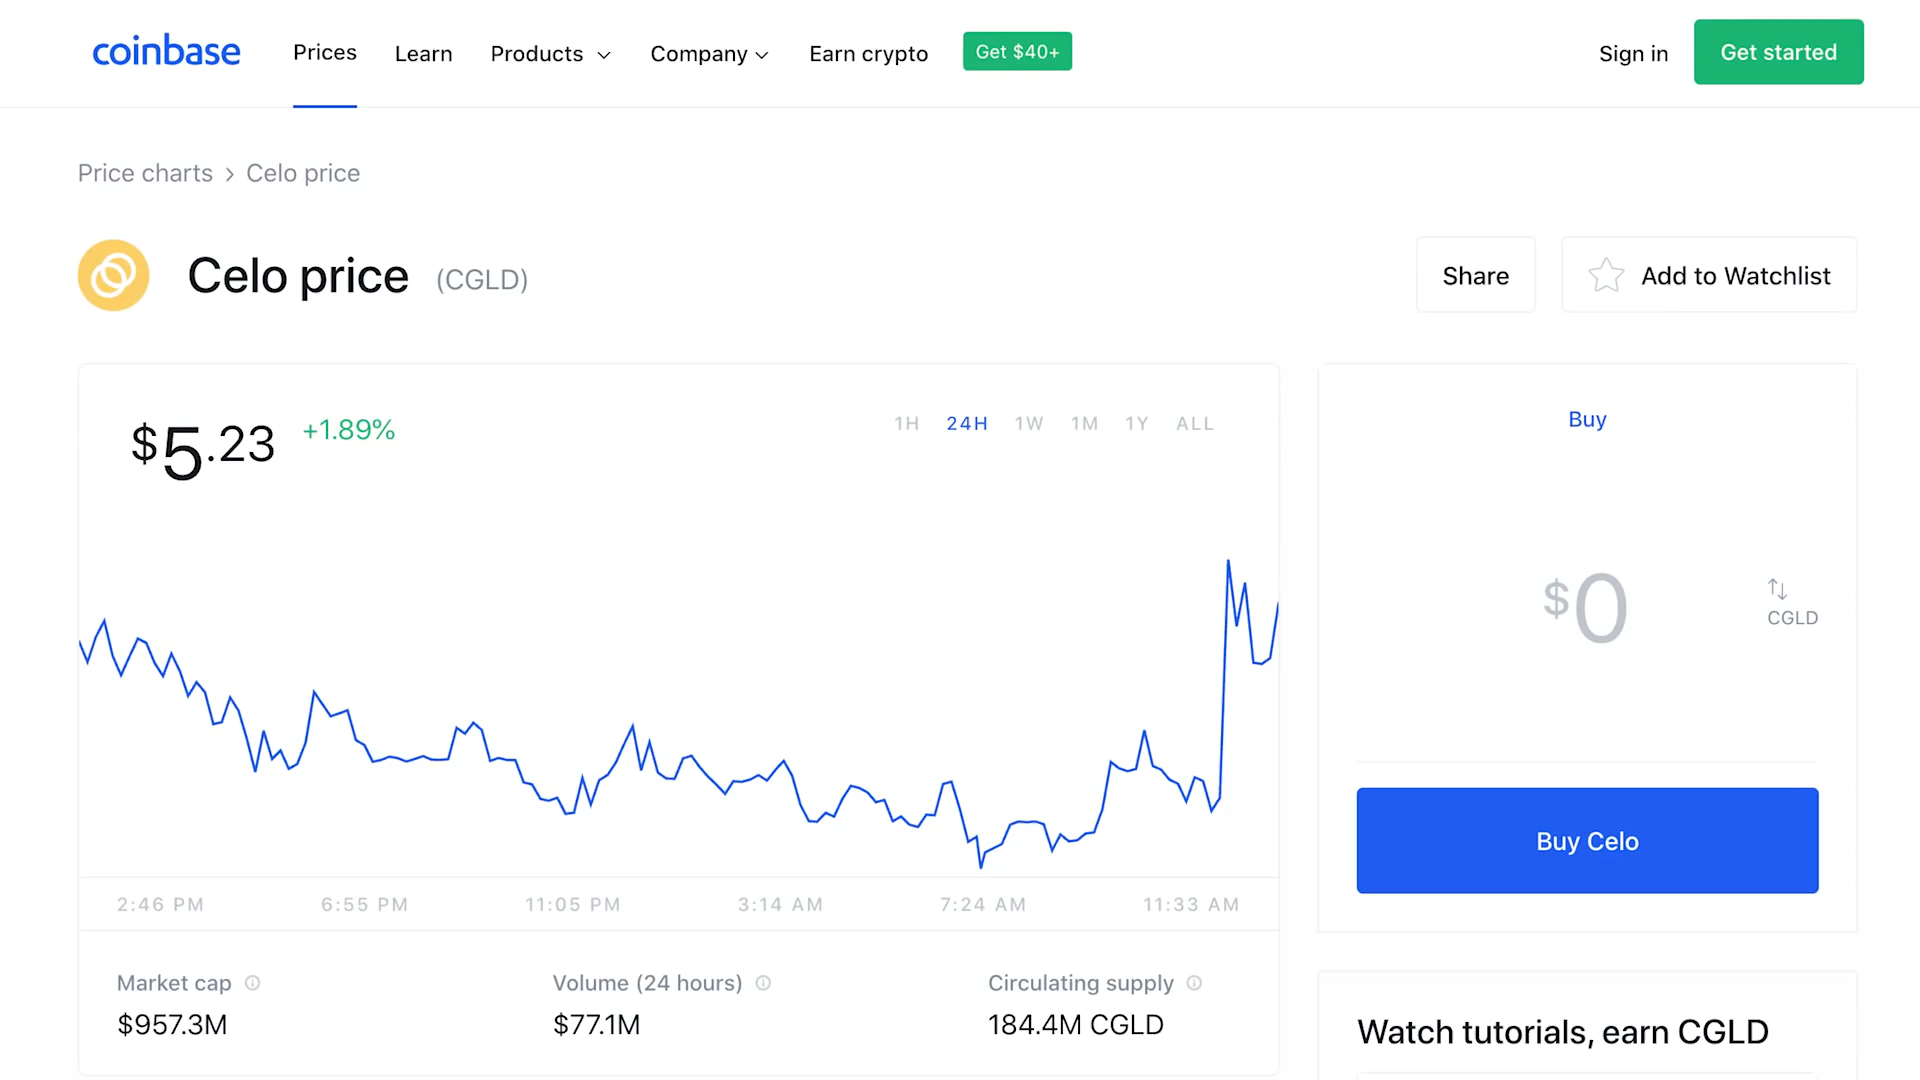 coinbase Prices Learn Products Company Earn crypto Get $40+ Sign in Get started
Price charts › Celo price
Celo price (CGLD)
Share Add to Watchlist
$5.23 +1.89%
1H 24H 1W 1M 1Y ALL
Buy
$0
CGLD
Buy Celo
2:46 PM 6:55 PM 11:05 PM 3:14 AM 7:24 AM 11:33 AM
Market cap Volume (24 hours) Circulating supply
$957.3M $77.1M 184.4M CGLD
Watch tutorials, earn CGLD